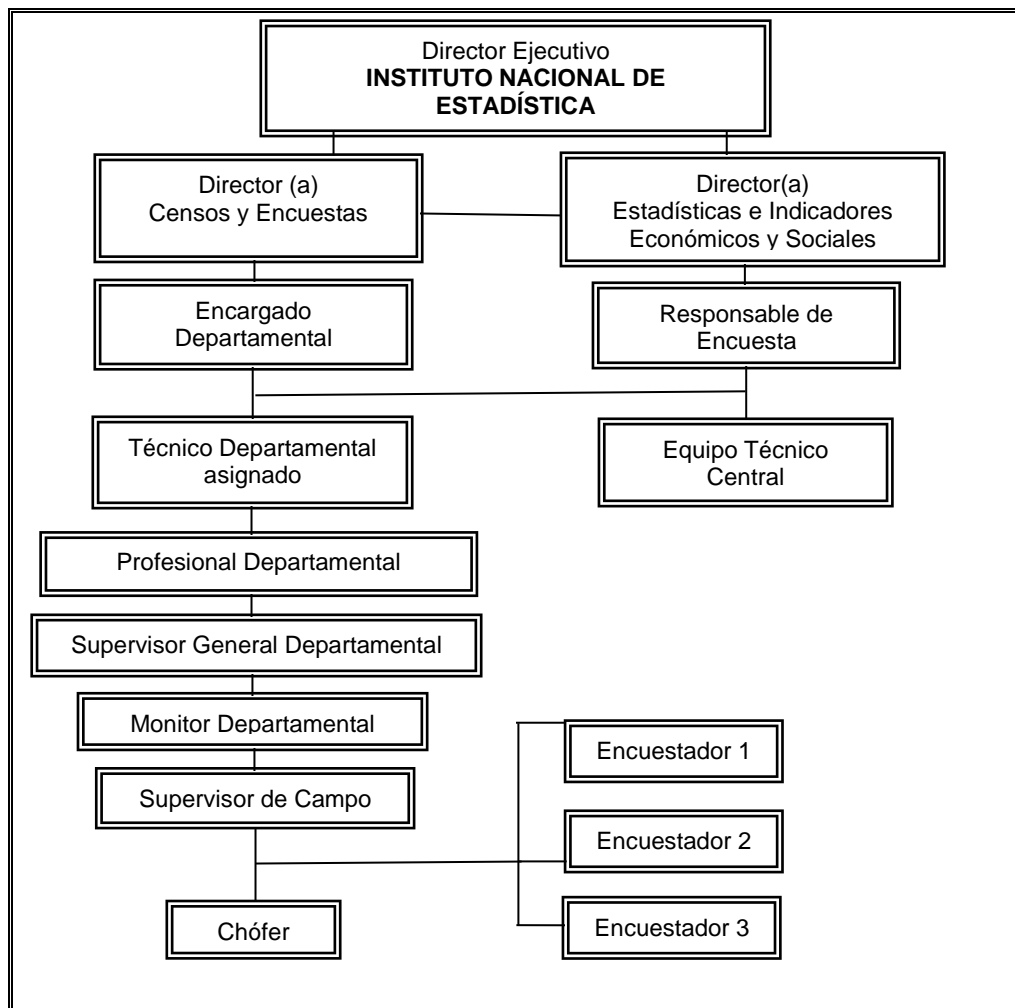 Director Ejecutivo
INSTITUTO NACIONAL DE
ESTADÍSTICA
Director (a)
Censos y Encuestas
Director(a)
Estadísticas e Indicadores
Económicos y Sociales
Encargado
Departamental
Responsable de
Encuesta
Técnico Departamental
asignado
Equipo Técnico
Central
Profesional Departamental
Supervisor General Departamental
Monitor Departamental
Supervisor de Campo
Encuestador 1
Encuestador 2
Encuestador 3
Chófer